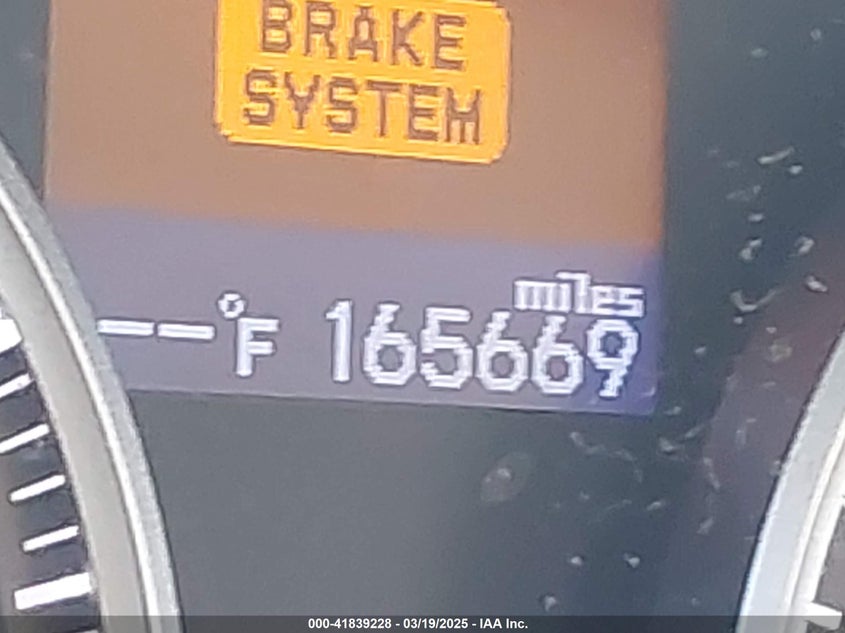 BRAKE
SYSTEM
miles
--°F 165669
000-41839228 - 03/19/2025 - IAA Inc.